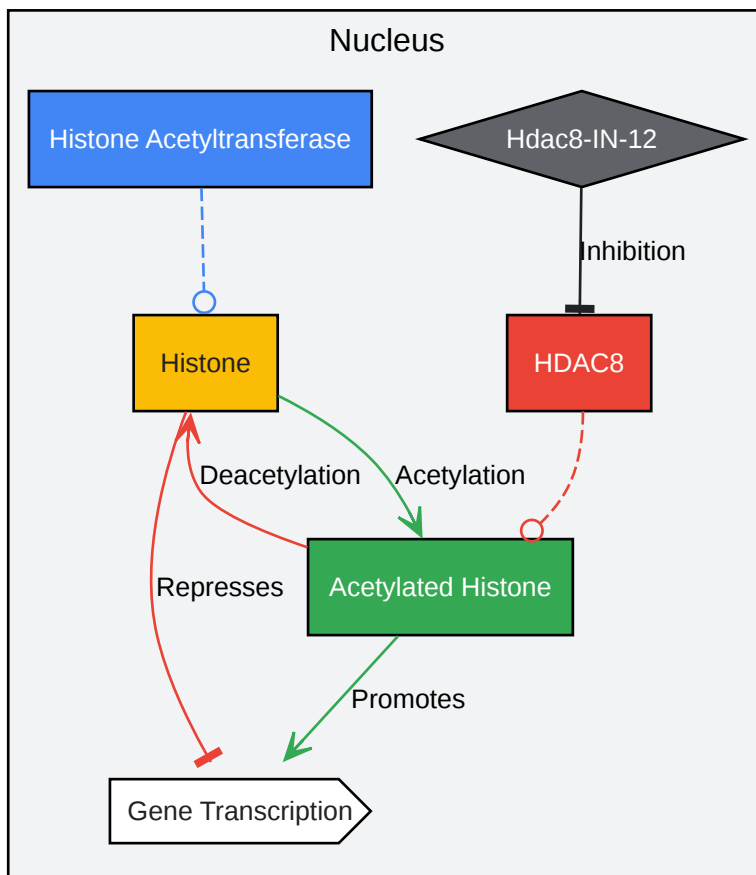 Nucleus
Histone Acetyltransferase
Hdac8-IN-12
Inhibition
Histone
HDAC8
Deacetylation
Acetylation
Represses
Acetylated Histone
Promotes
Gene Transcription